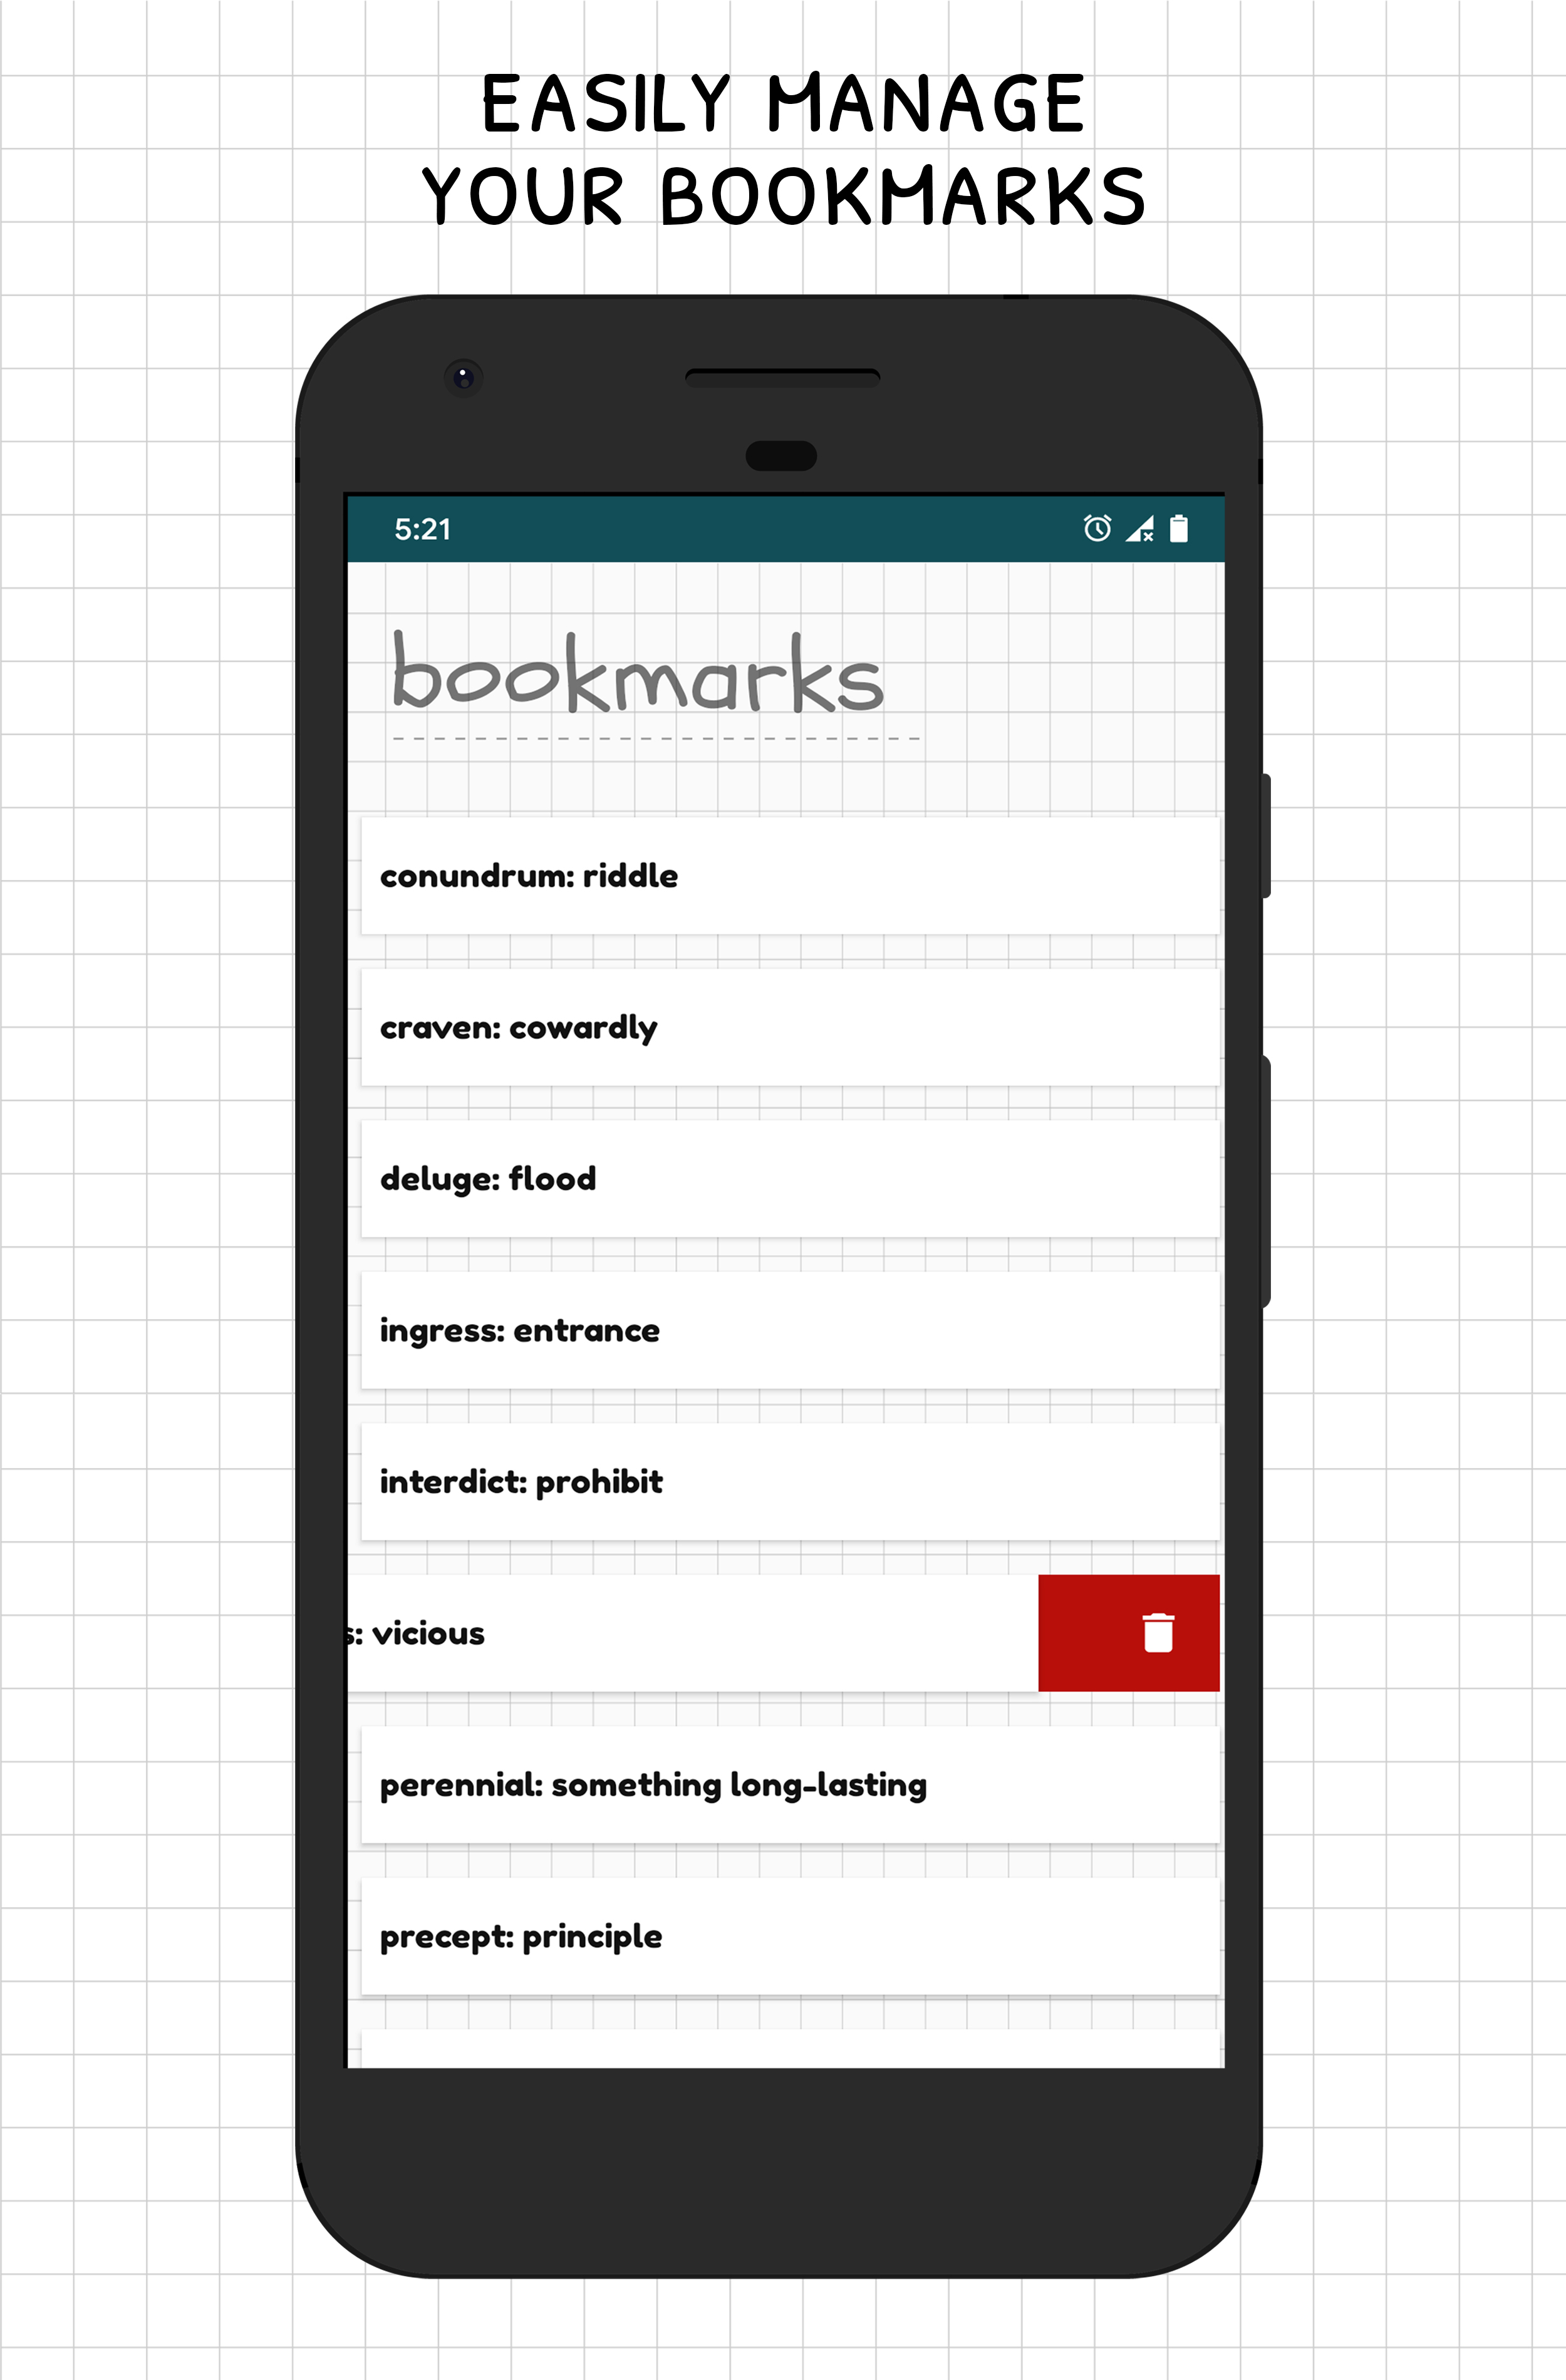 EASILY MANAGE
YOUR BOOKMARKS
5:21
bookmarks
conundrum: riddle
craven: cowardly
deluge: flood
ingress: entrance
interdict: prohibit
s: vicious
perennial: something long-lasting
precept: principle